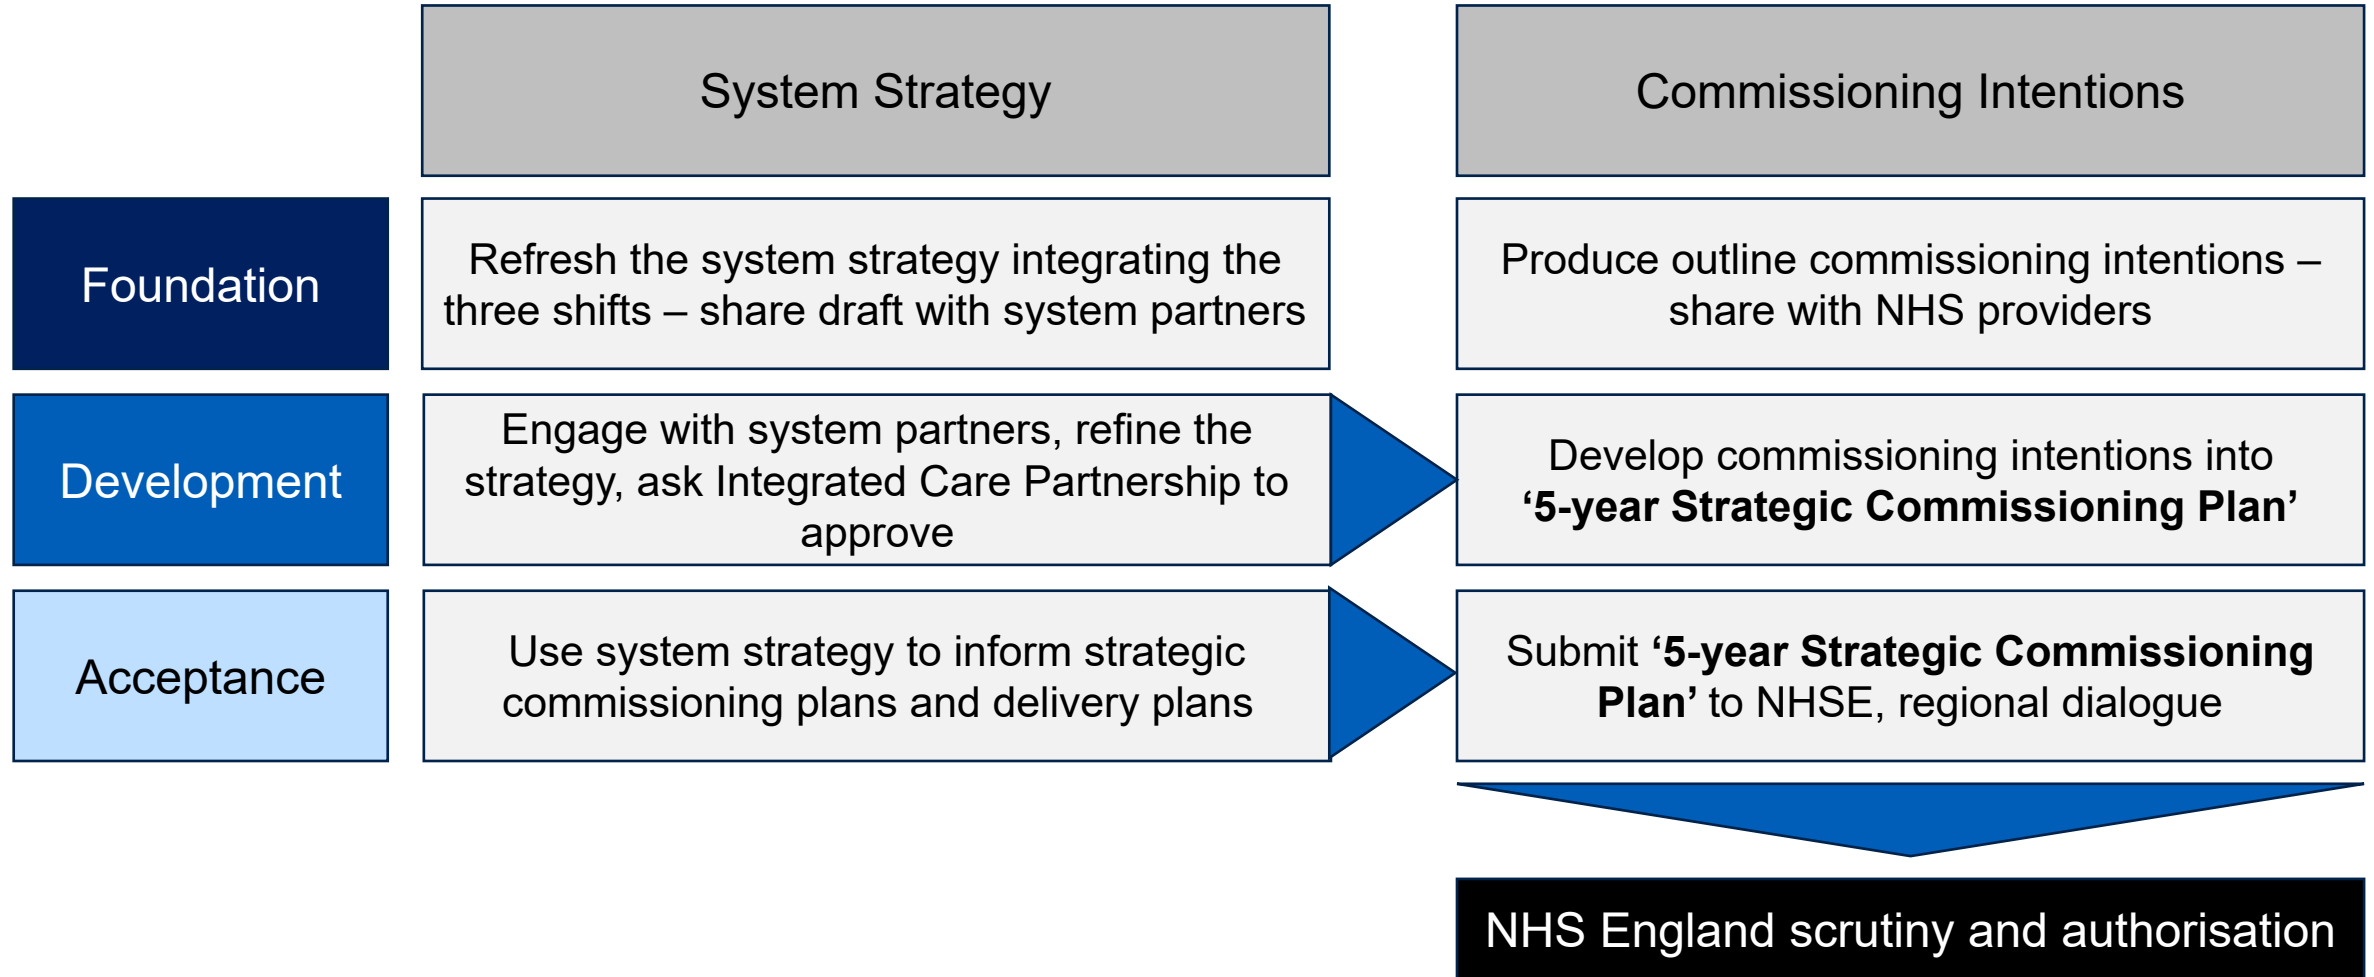 System Strategy
Commissioning Intentions
Foundation
Refresh the system strategy integrating the
three shifts – share draft with system partners
Produce outline commissioning intentions –
share with NHS providers
Development
Engage with system partners, refine the
strategy, ask Integrated Care Partnership to
approve
Develop commissioning intentions into
‘5-year Strategic Commissioning Plan’
Acceptance
Use system strategy to inform strategic
commissioning plans and delivery plans
Submit ‘5-year Strategic Commissioning
Plan’ to NHSE, regional dialogue
NHS England scrutiny and authorisation